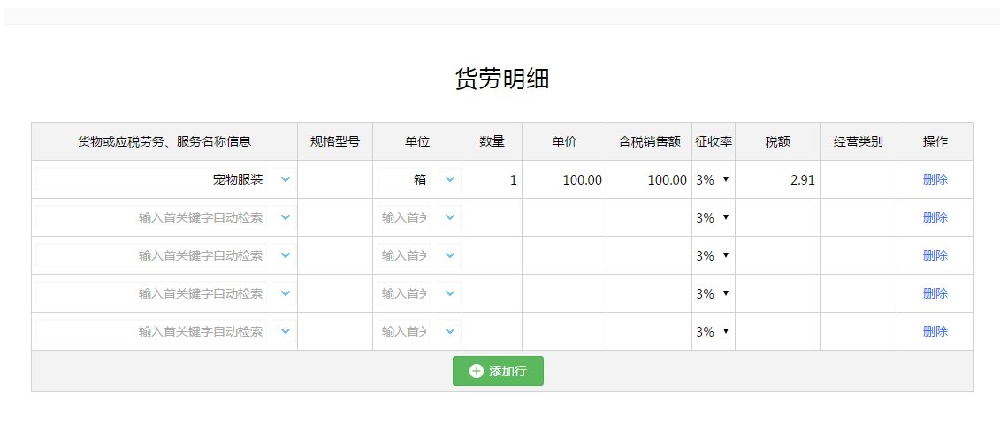 货劳明细
货物或应税劳务、服务名称信息 规格型号 单位 数量 单价 含税销售额 征收率 税额 经营类别 操作
宠物服装 箱 1 100.00 100.00 3% 2.91 删除
输入首关键字自动检索 输入首关 3% 删除
输入首关键字自动检索 输入首关 3% 删除
输入首关键字自动检索 输入首关 3% 删除
输入首关键字自动检索 输入首关 3% 删除
添加行